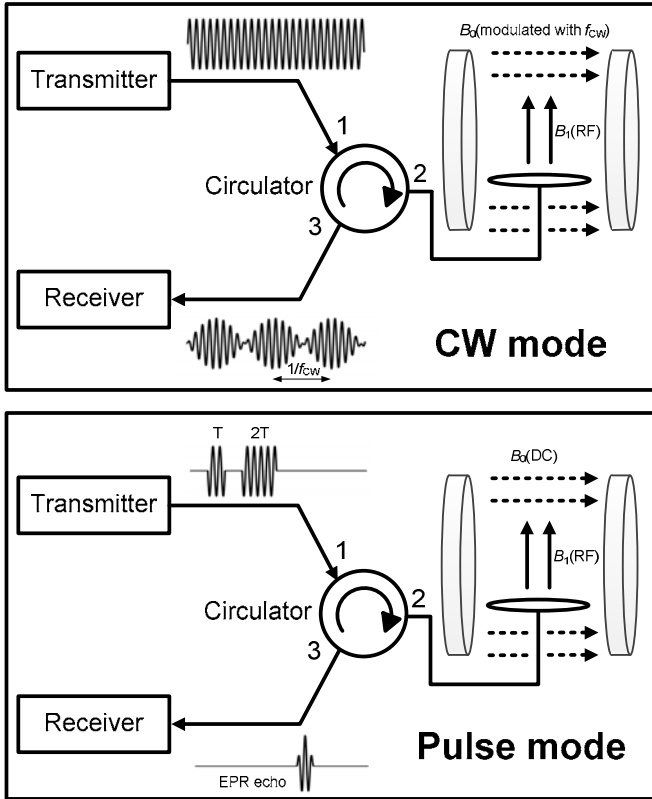 B0(modulated with fCW)
Transmitter
B1(RF)
1
Circulator
2
3
Receiver
1/fCW
CW mode
T 2T
B0(DC)
Transmitter
B1(RF)
1
Circulator
2
3
Receiver
EPR echo
Pulse mode